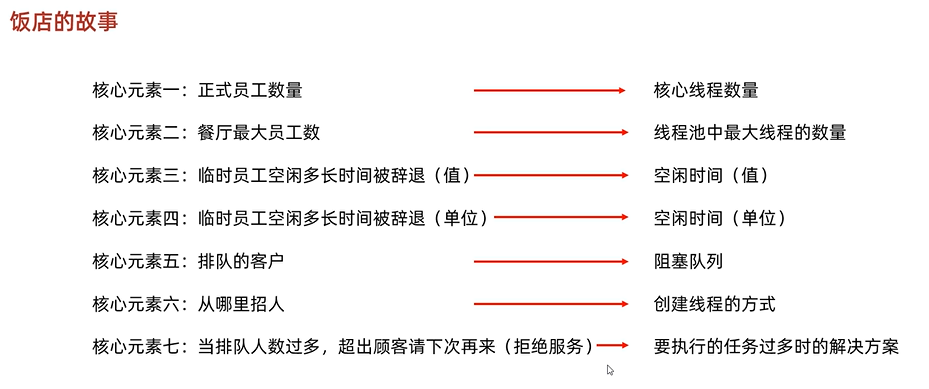 饭店的故事
核心元素一：正式员工数量 核心线程数量
核心元素二：餐厅最大员工数 线程池中最大线程的数量
核心元素三：临时员工空闲多长时间被辞退（值） 空闲时间（值）
核心元素四：临时员工空闲多长时间被辞退（单位） 空闲时间（单位）
核心元素五：排队的客户 阻塞队列
核心元素六：从哪里招人 创建线程的方式
核心元素七：当排队人数过多，超出顾客请下次再来（拒绝服务） 要执行的任务过多时的解决方案